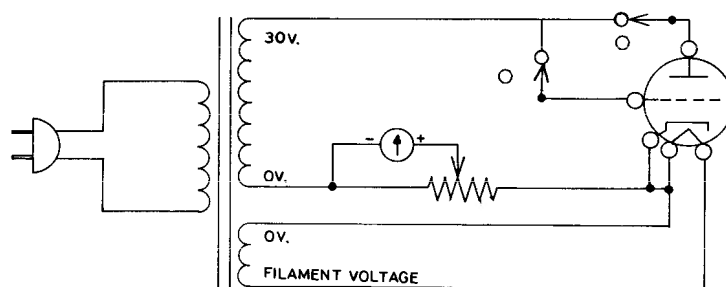 30V.
- +
0V.
0V.
FILAMENT VOLTAGE